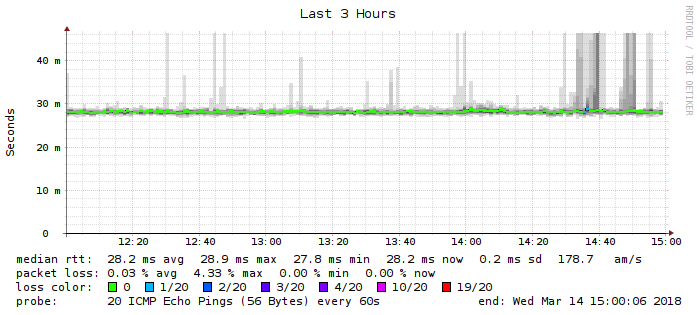 Last 3 Hours
RRDTOOL / TOBI OETIKER
Seconds
40 m
30 m
20 m
10 m
0
12:20 12:40 13:00 13:20 13:40 14:00 14:20 14:40 15:00
median rtt: 28.2 ms avg 28.9 ms max 27.8 ms min 28.2 ms now 0.2 ms sd 178.7 am/s
packet loss: 0.03 % avg 4.33 % max 0.00 % min 0.00 % now
loss color: 0 1/20 2/20 3/20 4/20 10/20 19/20
probe: 20 ICMP Echo Pings (56 Bytes) every 60s end: Wed Mar 14 15:00:06 2018